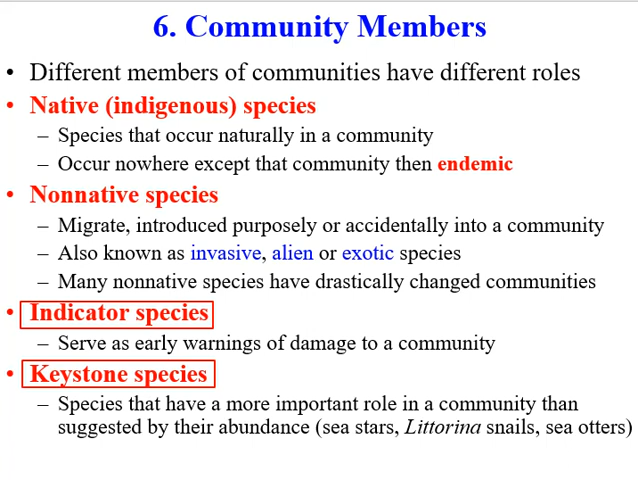 6. Community Members
• Different members of communities have different roles
• Native (indigenous) species
– Species that occur naturally in a community
– Occur nowhere except that community then endemic
• Nonnative species
– Migrate, introduced purposely or accidentally into a community
– Also known as invasive, alien or exotic species
– Many nonnative species have drastically changed communities
• Indicator species
– Serve as early warnings of damage to a community
• Keystone species
– Species that have a more important role in a community than
suggested by their abundance (sea stars, Littorina snails, sea otters)